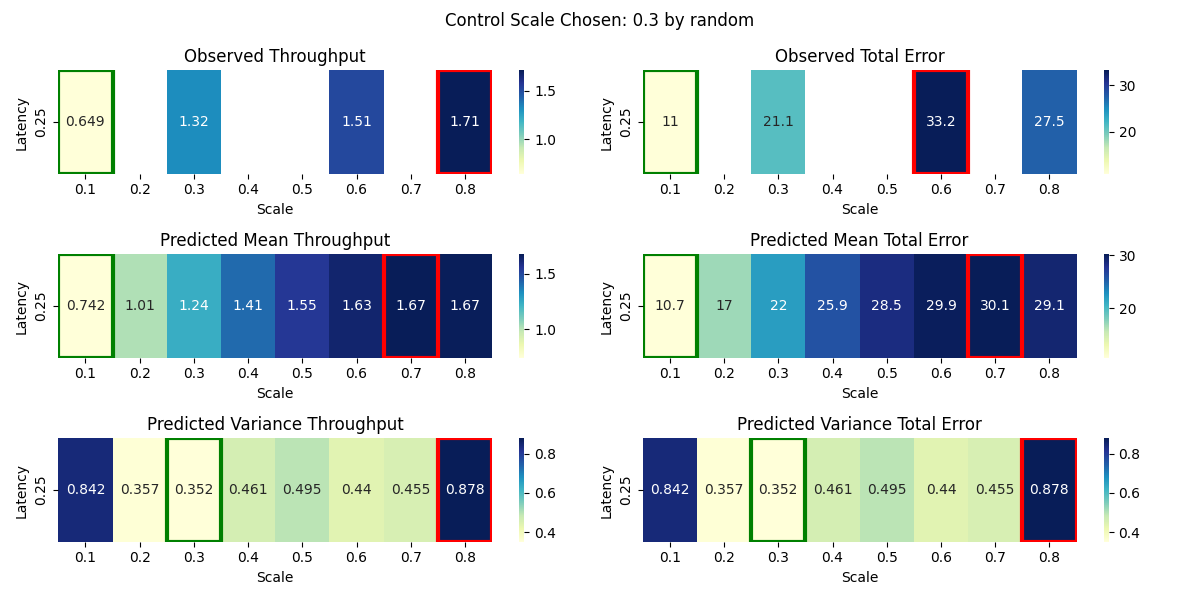 Control Scale Chosen: 0.3 by random
Observed Throughput
Latency
0.25
0.649 1.32 1.51 1.71
0.1 0.2 0.3 0.4 0.5 0.6 0.7 0.8
Scale
1.5
1.0
Observed Total Error
Latency
0.25
11 21.1 33.2 27.5
0.1 0.2 0.3 0.4 0.5 0.6 0.7 0.8
Scale
30
20
Predicted Mean Throughput
Latency
0.25
0.742 1.01 1.24 1.41 1.55 1.63 1.67 1.67
0.1 0.2 0.3 0.4 0.5 0.6 0.7 0.8
Scale
1.5
1.0
Predicted Mean Total Error
Latency
0.25
10.7 17 22 25.9 28.5 29.9 30.1 29.1
0.1 0.2 0.3 0.4 0.5 0.6 0.7 0.8
Scale
30
20
Predicted Variance Throughput
Latency
0.25
0.842 0.357 0.352 0.461 0.495 0.44 0.455 0.878
0.1 0.2 0.3 0.4 0.5 0.6 0.7 0.8
Scale
0.8
0.6
0.4
Predicted Variance Total Error
Latency
0.25
0.842 0.357 0.352 0.461 0.495 0.44 0.455 0.878
0.1 0.2 0.3 0.4 0.5 0.6 0.7 0.8
Scale
0.8
0.6
0.4